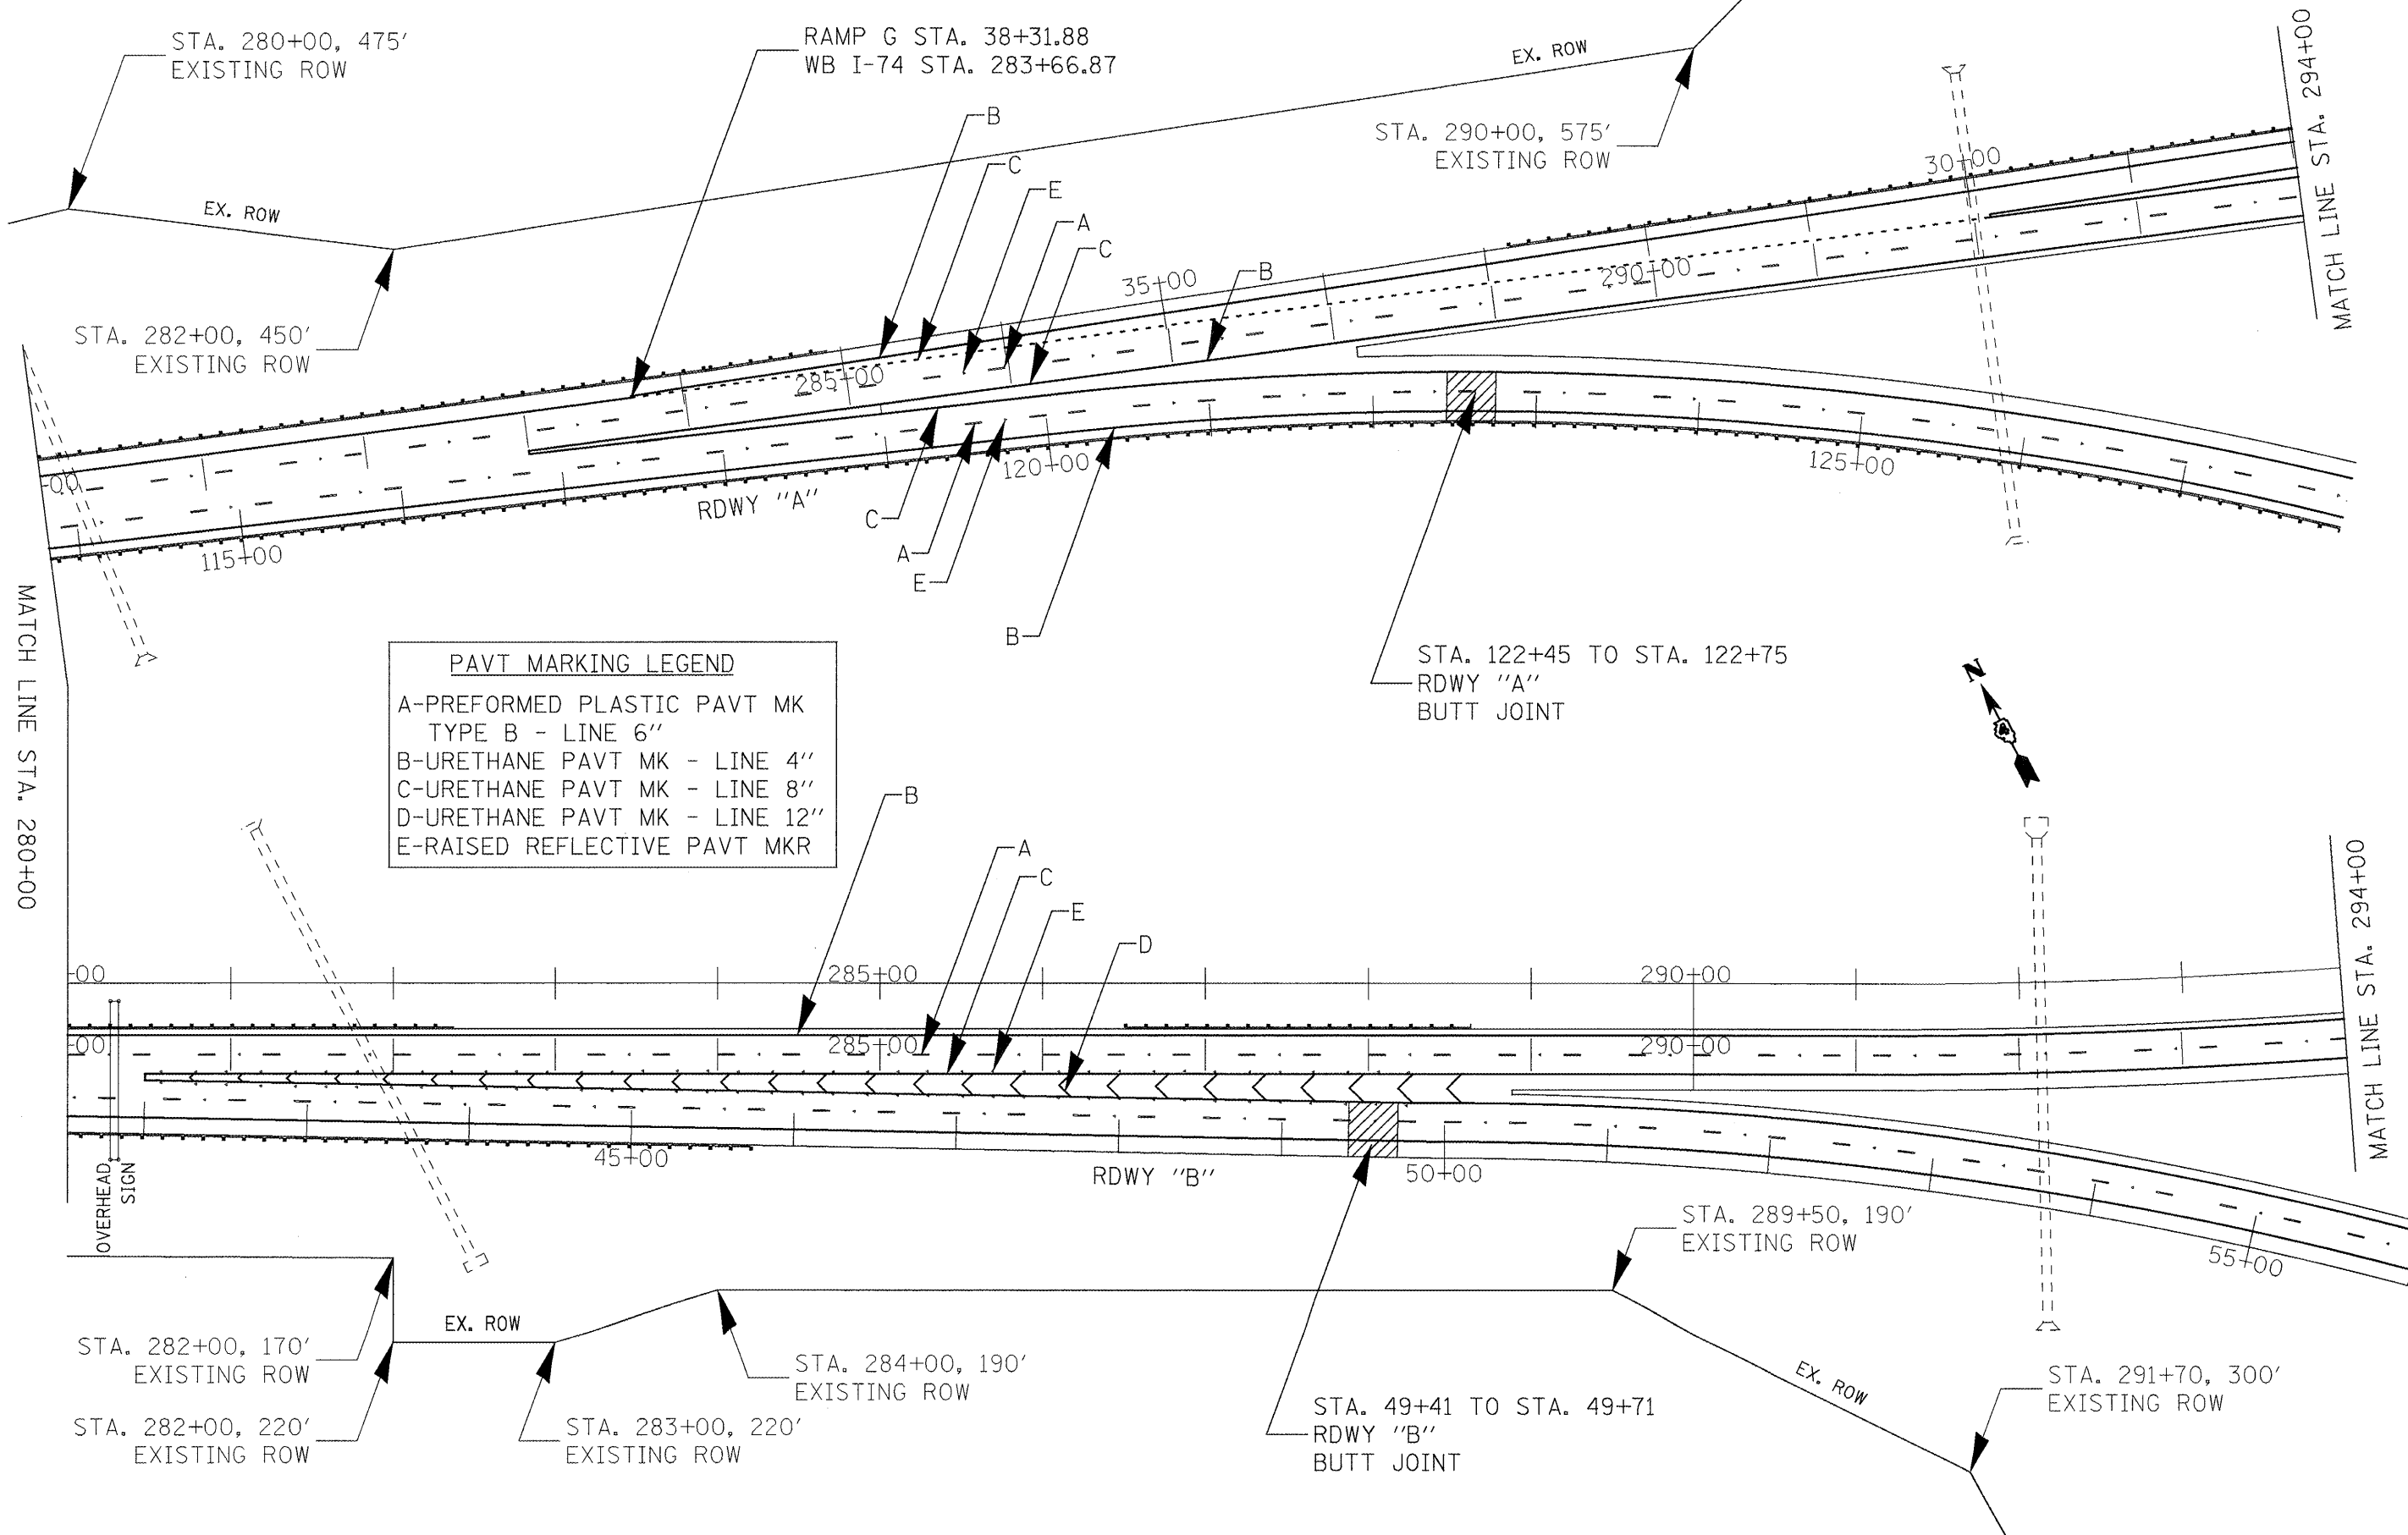 STA. 280+00, 475'
EXISTING ROW
RAMP G STA. 38+31.88
WB I-74 STA. 283+66.87
EX. ROW
STA. 290+00, 575'
EXISTING ROW
MATCH LINE STA. 294+00
B
C
E
A
C
B
EX. ROW
STA. 282+00, 450'
EXISTING ROW
30+00
35+00
290+00
285+00
-00
115+00
RDWY "A"
120+00
125+00
C
A
E
B
MATCH LINE STA. 280+00
PAVT MARKING LEGEND
A-PREFORMED PLASTIC PAVT MK
TYPE B - LINE 6"
B-URETHANE PAVT MK - LINE 4"
C-URETHANE PAVT MK - LINE 8"
D-URETHANE PAVT MK - LINE 12"
E-RAISED REFLECTIVE PAVT MKR
STA. 122+45 TO STA. 122+75
RDWY "A"
BUTT JOINT
N
B
A
C
E
D
MATCH LINE STA. 294+00
-00
285+00
290+00
-00
285+00
290+00
OVERHEAD
SIGN
45+00
RDWY "B"
50+00
55+00
STA. 289+50, 190'
EXISTING ROW
EX. ROW
STA. 282+00, 170'
EXISTING ROW
STA. 282+00, 220'
EXISTING ROW
STA. 283+00, 220'
EXISTING ROW
STA. 284+00, 190'
EXISTING ROW
STA. 49+41 TO STA. 49+71
RDWY "B"
BUTT JOINT
EX. ROW
STA. 291+70, 300'
EXISTING ROW